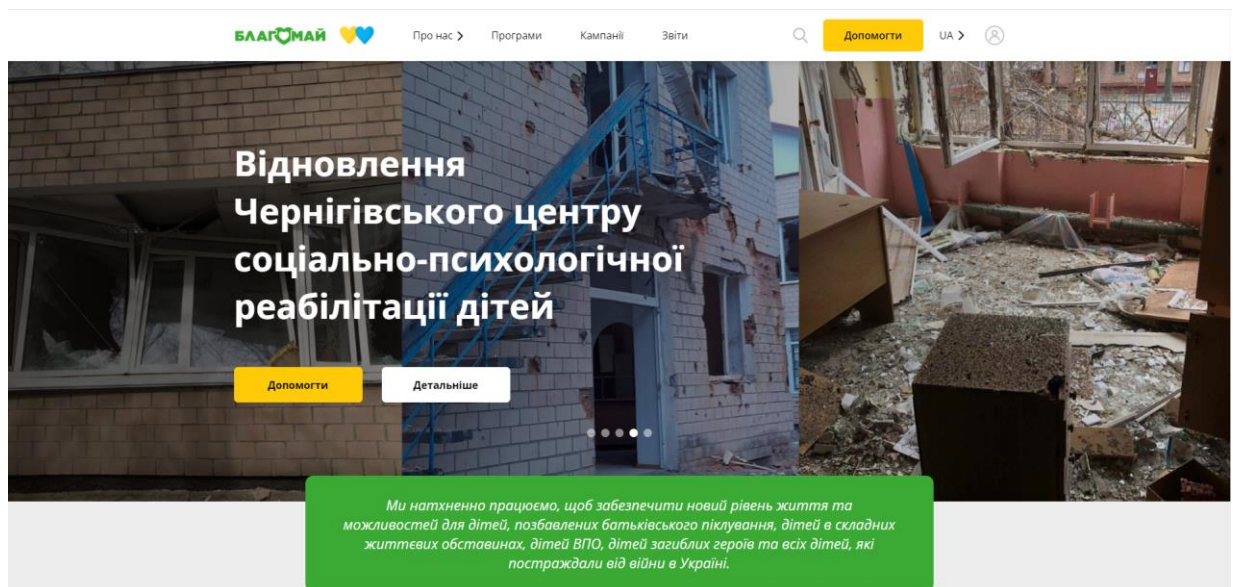 БЛАГОМАЙ
Про нас
Програми
Кампанії
Звіти
Допомогти
UA
Відновлення
Чернігівського центру
соціально-психологічної
реабілітації дітей
Допомогти
Детальніше
Ми натхненно працюємо, щоб забезпечити новий рівень життя та
можливостей для дітей, позбавлених батьківського піклування, дітей в складних
життєвих обставинах, дітей ВПО, дітей загиблих героїв та всіх дітей, які
постраждали від війни в Україні.